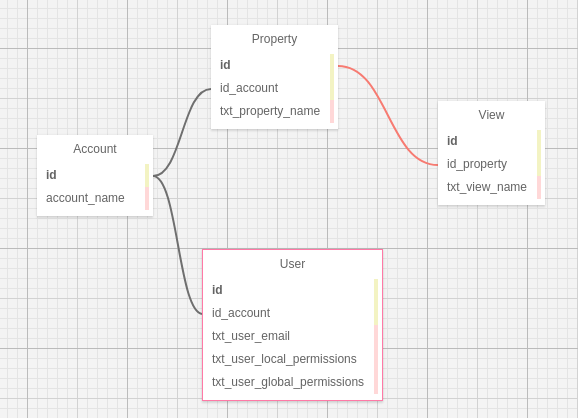 Property
id
id_account
txt_property_name
View
id
id_property
txt_view_name
Account
id
account_name
User
id
id_account
txt_user_email
txt_user_local_permissions
txt_user_global_permissions